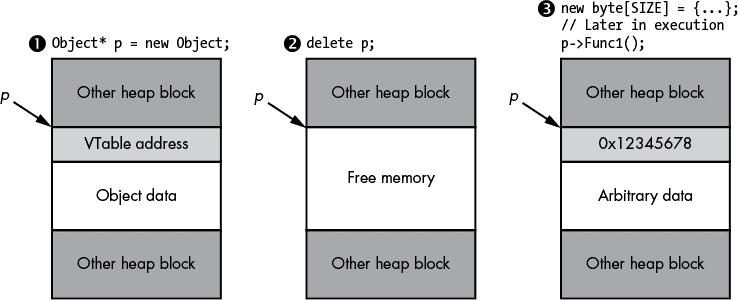 ❶ Object* p = new Object;
p
Other heap block
VTable address
Object data
Other heap block
❷ delete p;
Other heap block
Free memory
Other heap block
❸ new byte[SIZE] = {...};
// Later in execution
p->Func1();
p
Other heap block
0x12345678
Arbitrary data
Other heap block